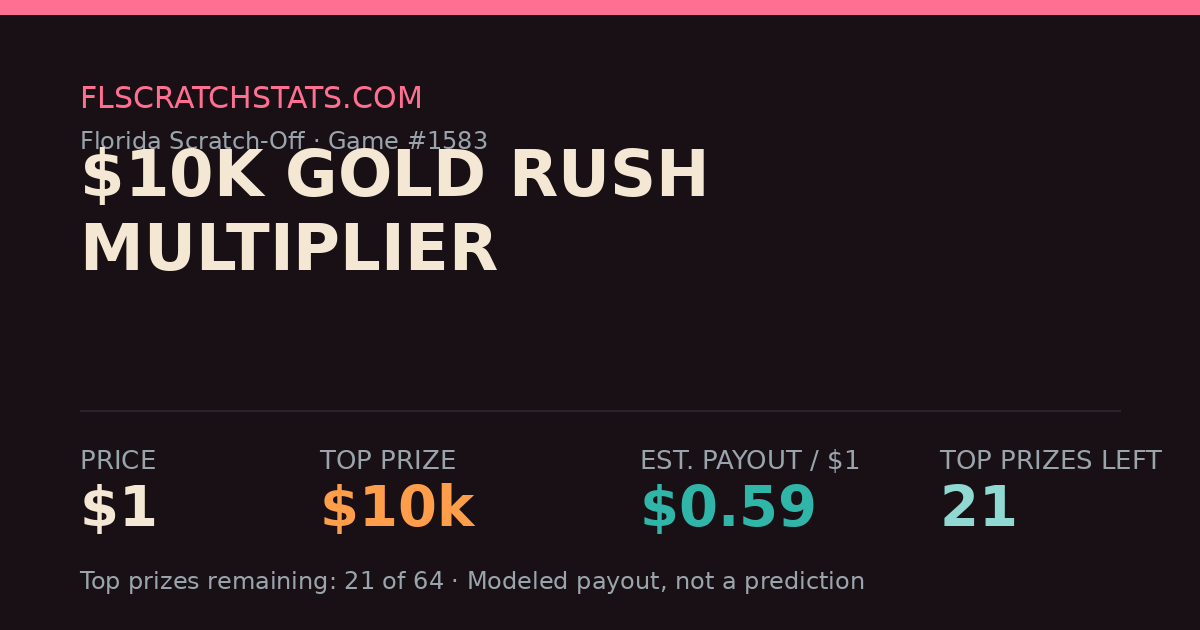 FLSCRATCHSTATS.COM
Florida Scratch-Off · Game #1583
$10K GOLD RUSH
MULTIPLIER
PRICE
$1
TOP PRIZE
$10k
EST. PAYOUT / $1
$0.59
TOP PRIZES LEFT
21
Top prizes remaining: 21 of 64 · Modeled payout, not a prediction